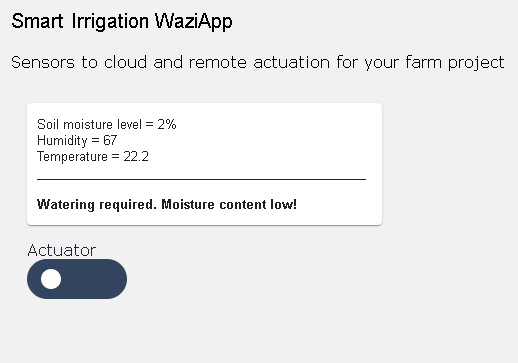 Smart Irrigation WaziApp
Sensors to cloud and remote actuation for your farm project
Soil moisture level = 2%
Humidity = 67
Temperature = 22.2
Watering required. Moisture content low!
Actuator